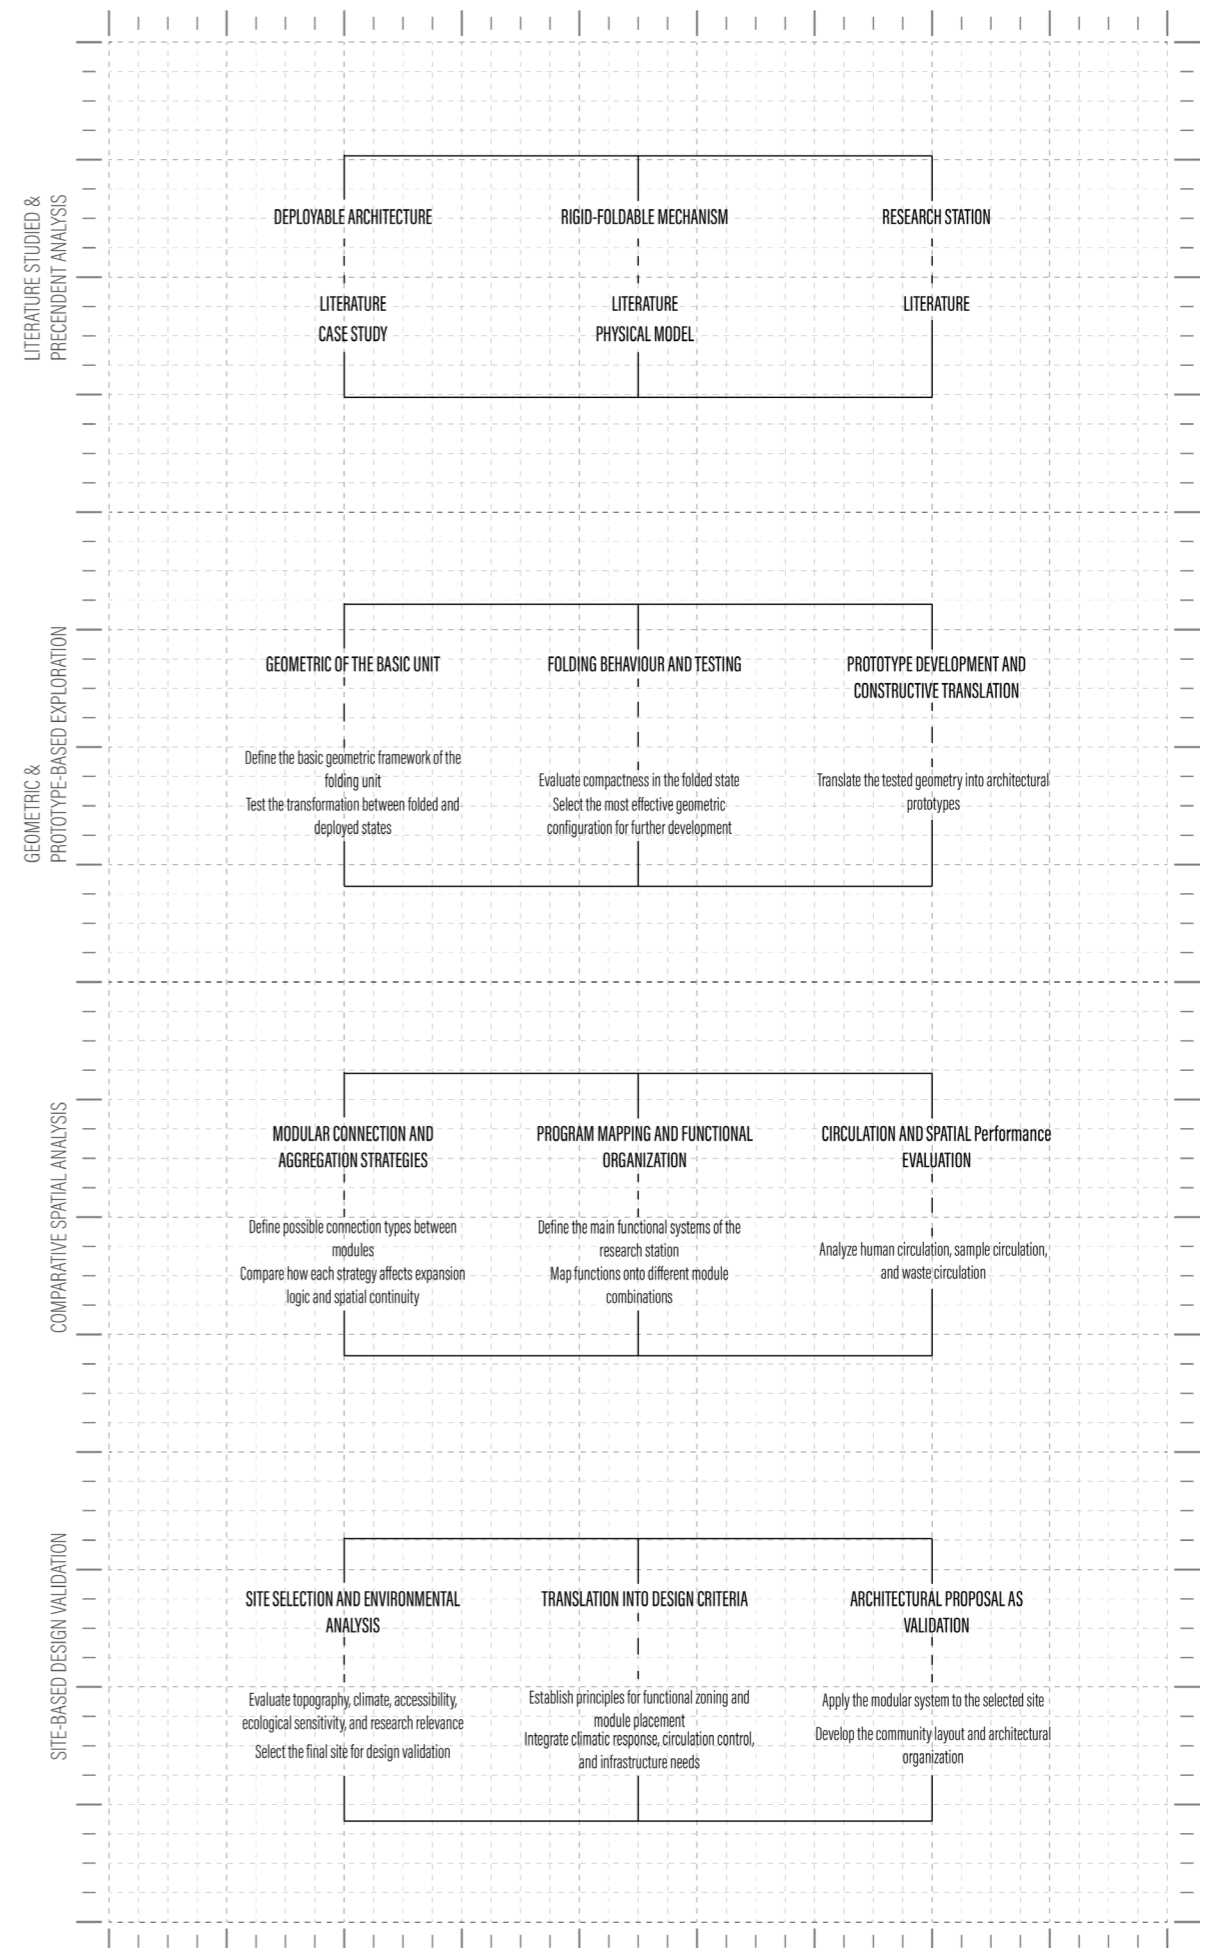 LITERATURE STUDIED &
PRECENDENT ANALYSIS
DEPLOYABLE ARCHITECTURE
LITERATURE
CASE STUDY
RIGID-FOLDABLE MECHANISM
LITERATURE
PHYSICAL MODEL
RESEARCH STATION
LITERATURE
GEOMETRIC &
PROTOTYPE-BASED EXPLORATION
GEOMETRIC OF THE BASIC UNIT
Define the basic geometric framework of the
folding unit
Test the transformation between folded and
deployed states
FOLDING BEHAVIOUR AND TESTING
Evaluate compactness in the folded state
Select the most effective geometric
configuration for further development
PROTOTYPE DEVELOPMENT AND
CONSTRUCTIVE TRANSLATION
Translate the tested geometry into architectural
prototypes
COMPARATIVE SPATIAL ANALYSIS
MODULAR CONNECTION AND
AGGREGATION STRATEGIES
Define possible connection types between
modules
Compare how each strategy affects expansion
logic and spatial continuity
PROGRAM MAPPING AND FUNCTIONAL
ORGANIZATION
Define the main functional systems of the
research station
Map functions onto different module
combinations
CIRCULATION AND SPATIAL Performance
EVALUATION
Analyze human circulation, sample circulation,
and waste circulation
SITE-BASED DESIGN VALIDATION
SITE SELECTION AND ENVIRONMENTAL
ANALYSIS
Evaluate topography, climate, accessibility,
ecological sensitivity, and research relevance
Select the final site for design validation
TRANSLATION INTO DESIGN CRITERIA
Establish principles for functional zoning and
module placement
Integrate climatic response, circulation control,
and infrastructure needs
ARCHITECTURAL PROPOSAL AS
VALIDATION
Apply the modular system to the selected site
Develop the community layout and architectural
organization